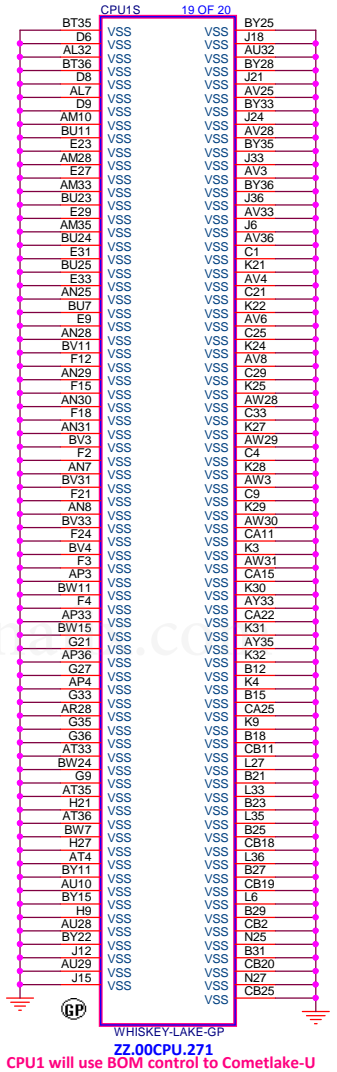 CPU1S 19 OF 20
BT35 VSS VSS BY25
D6 VSS VSS J18
AL32 VSS VSS AU32
BT36 VSS VSS BY28
D8 VSS VSS J21
AL7 VSS VSS AV25
D9 VSS VSS BY33
AM10 VSS VSS J24
BU11 VSS VSS AV28
E23 VSS VSS BY35
AM28 VSS VSS J33
E27 VSS VSS AV3
AM33 VSS VSS BY36
BU23 VSS VSS J36
E29 VSS VSS AV33
AM35 VSS VSS J6
BU24 VSS VSS AV36
E31 VSS VSS C1
BU25 VSS VSS K21
E33 VSS VSS AV4
AN25 VSS VSS C21
BU7 VSS VSS K22
E9 VSS VSS AV6
AN28 VSS VSS C25
BV11 VSS VSS K24
F12 VSS VSS AV8
AN29 VSS VSS C29
F15 VSS VSS K25
AN30 VSS VSS AW28
F18 VSS VSS C33
AN31 VSS VSS K27
BV3 VSS VSS AW29
F2 VSS VSS C4
AN7 VSS VSS K28
BV31 VSS VSS AW3
F21 VSS VSS C9
AN8 VSS VSS K29
BV33 VSS VSS AW30
F24 VSS VSS CA11
BV4 VSS VSS K3
F3 VSS VSS AW31
AP3 VSS VSS CA15
BW11 VSS VSS K30
F4 VSS VSS AY33
AP33 VSS VSS CA22
BW15 VSS VSS K31
G21 VSS VSS AY35
AP36 VSS VSS K32
G27 VSS VSS B12
AP4 VSS VSS K4
G33 VSS VSS B15
AR28 VSS VSS CA25
G35 VSS VSS K9
G36 VSS VSS B18
AT33 VSS VSS CB11
BW24 VSS VSS L27
G9 VSS VSS B21
AT35 VSS VSS L33
H21 VSS VSS B23
AT36 VSS VSS L35
BW7 VSS VSS B25
H27 VSS VSS CB18
AT4 VSS VSS L36
BY11 VSS VSS B27
AU10 VSS VSS CB19
BY15 VSS VSS L6
H9 VSS VSS B29
AU28 VSS VSS CB2
BY22 VSS VSS N25
J12 VSS VSS B31
AU29 VSS VSS CB20
J15 VSS VSS N27
VSS CB25
GP
WHISKEY-LAKE-GP
ZZ.00CPU.271
CPU1 will use BOM control to Cometlake-U